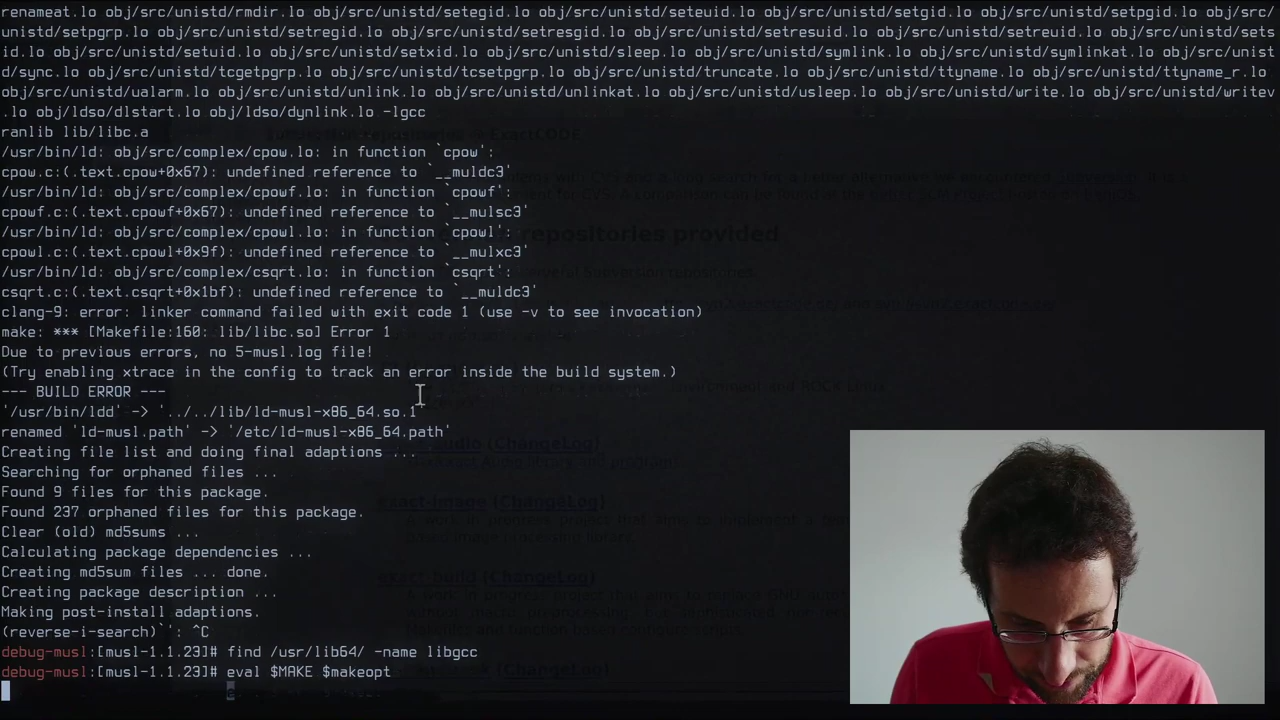 renameat.lo obj/src/unistd/rmdir.lo obj/src/unistd/setegid.lo obj/src/unistd/seteuid.lo obj/src/unistd/setgid.lo obj/src/unistd/setpgid.lo obj/src/
unistd/setpgrp.lo obj/src/unistd/setregid.lo obj/src/unistd/setresgid.lo obj/src/unistd/setresuid.lo obj/src/unistd/setreuid.lo obj/src/unistd/sets
id.lo obj/src/unistd/setuid.lo obj/src/unistd/setxid.lo obj/src/unistd/sleep.lo obj/src/unistd/symlink.lo obj/src/unistd/symlinkat.lo obj/src/unist
d/sync.lo obj/src/unistd/tcgetpgrp.lo obj/src/unistd/tcsetpgrp.lo obj/src/unistd/truncate.lo obj/src/unistd/ttyname.lo obj/src/unistd/ttyname_r.lo
obj/src/unistd/ualarm.lo obj/src/unistd/unlink.lo obj/src/unistd/unlinkat.lo obj/src/unistd/usleep.lo obj/src/unistd/write.lo obj/src/unistd/writev
.lo obj/ldso/dlstart.lo obj/ldso/dynlink.lo -lgcc
ranlib lib/libc.a
/usr/bin/ld: obj/src/complex/cpow.lo: in function `cpow':
cpow.c:(.text.cpow+0x67): undefined reference to `__muldc3'
/usr/bin/ld: obj/src/complex/cpowf.lo: in function `cpowf':
cpowf.c:(.text.cpowf+0x67): undefined reference to `__mulsc3'
/usr/bin/ld: obj/src/complex/cpowl.lo: in function `cpowl':
cpowl.c:(.text.cpowl+0x9f): undefined reference to `__mulxc3'
/usr/bin/ld: obj/src/complex/csqrt.lo: in function `csqrt':
csqrt.c:(.text.csqrt+0x1bf): undefined reference to `__muldc3'
clang-9: error: linker command failed with exit code 1 (use -v to see invocation)
make: *** [Makefile:160: lib/libc.so] Error 1
Due to previous errors, no 5-musl.log file!
(Try enabling xtrace in the config to track an error inside the build system.)
--- BUILD ERROR ---
'/usr/bin/ldd' -> '../../lib/ld-musl-x86_64.so.1'
renamed 'ld-musl.path' -> '/etc/ld-musl-x86_64.path'
Creating file list and doing final adaptions ...
Searching for orphaned files ...
Found 9 files for this package.
Found 237 orphaned files for this package.
Clear (old) md5sums ...
Calculating package dependencies ...
Creating md5sum files ... done.
Creating package description ...
Making post-install adaptions.
(reverse-i-search)`': ^C
debug-musl:[musl-1.1.23]# find /usr/lib64/ -name libgcc
debug-musl:[musl-1.1.23]# eval $MAKE $makeopt
repositories provided
exact-image (ChangeLog)
exact-build (ChangeLog)